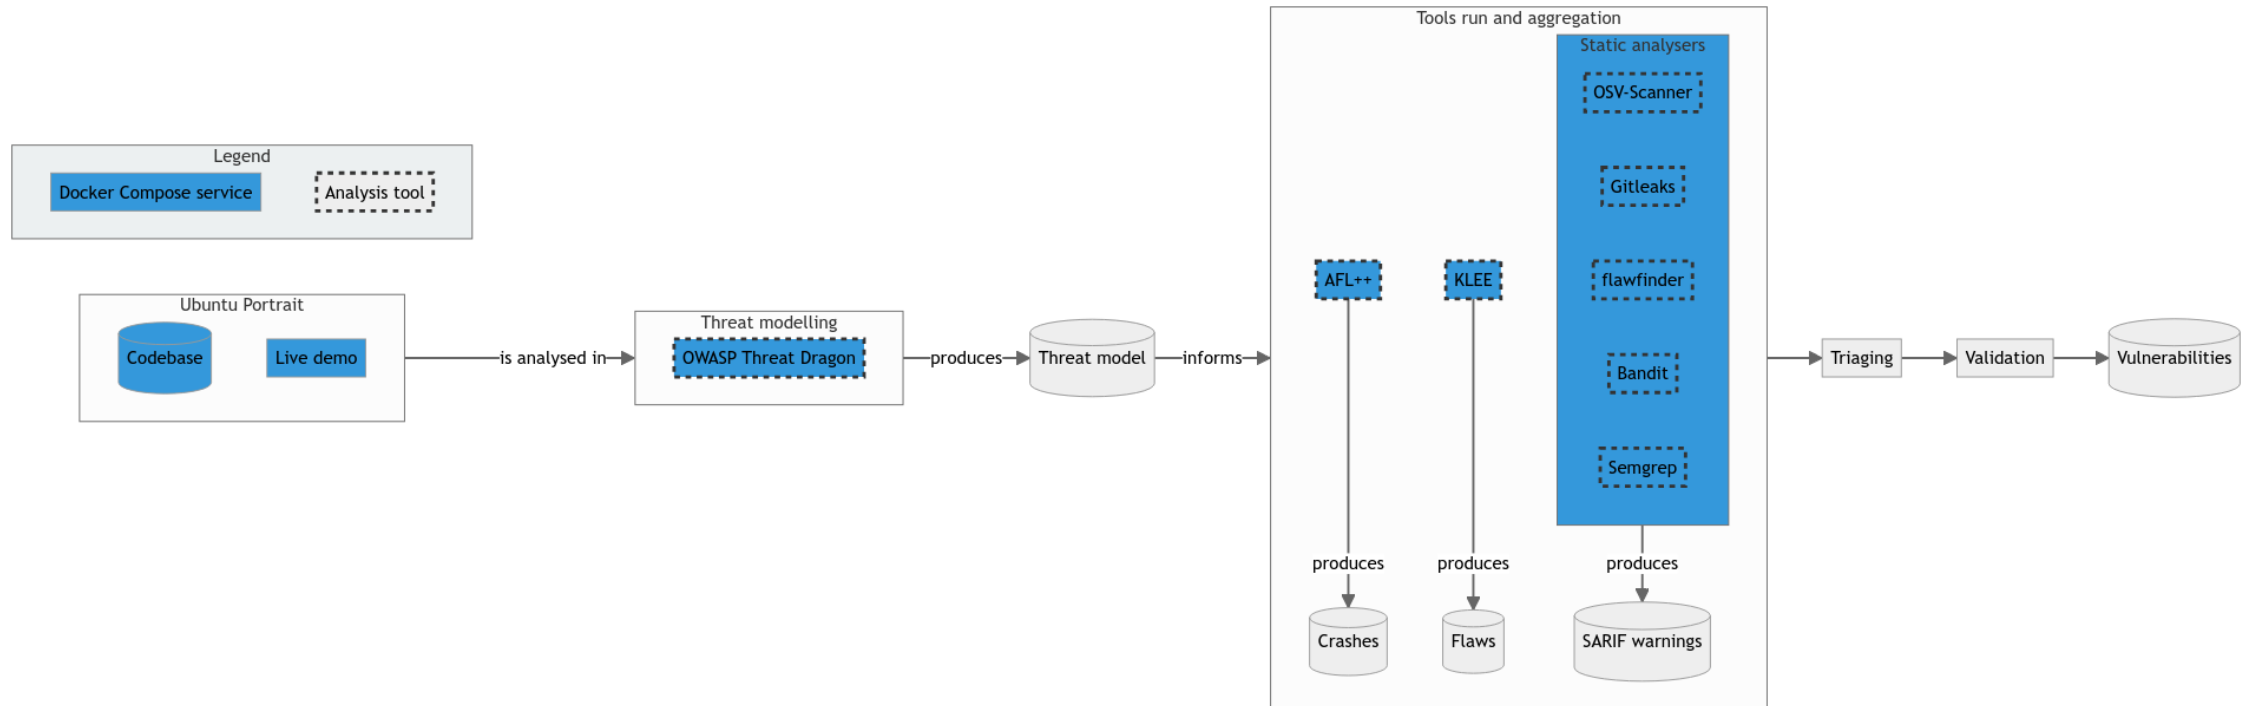 Legend
Docker Compose service
Analysis tool
Ubuntu Portrait
Codebase
Live demo
is analysed in
Threat modelling
OWASP Threat Dragon
produces
Threat model
informs
Tools run and aggregation
Static analysers
OSV-Scanner
Gitleaks
flawfinder
Bandit
Semgrep
AFL++
KLEE
produces
produces
produces
Crashes
Flaws
SARIF warnings
Triaging
Validation
Vulnerabilities